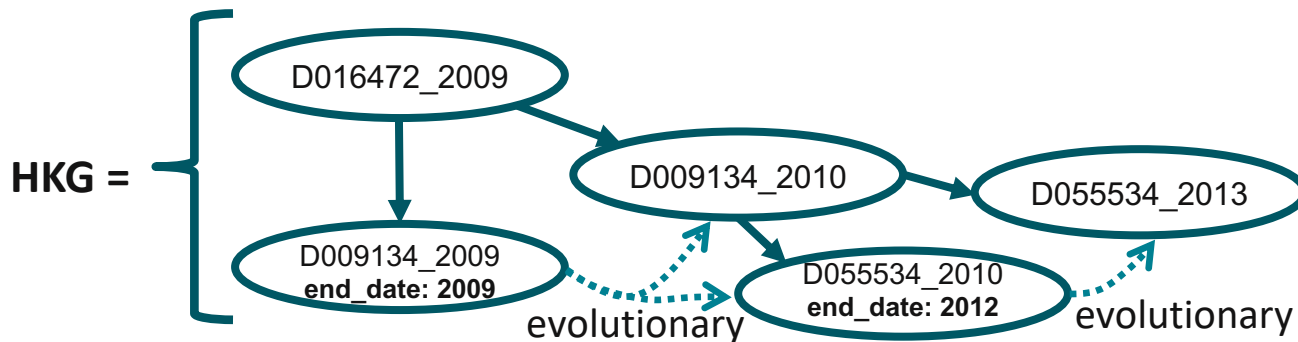 HKG =
D016472_2009
D009134_2010
D055534_2013
D009134_2009
end_date: 2009
D055534_2010
end_date: 2012
evolutionary
evolutionary